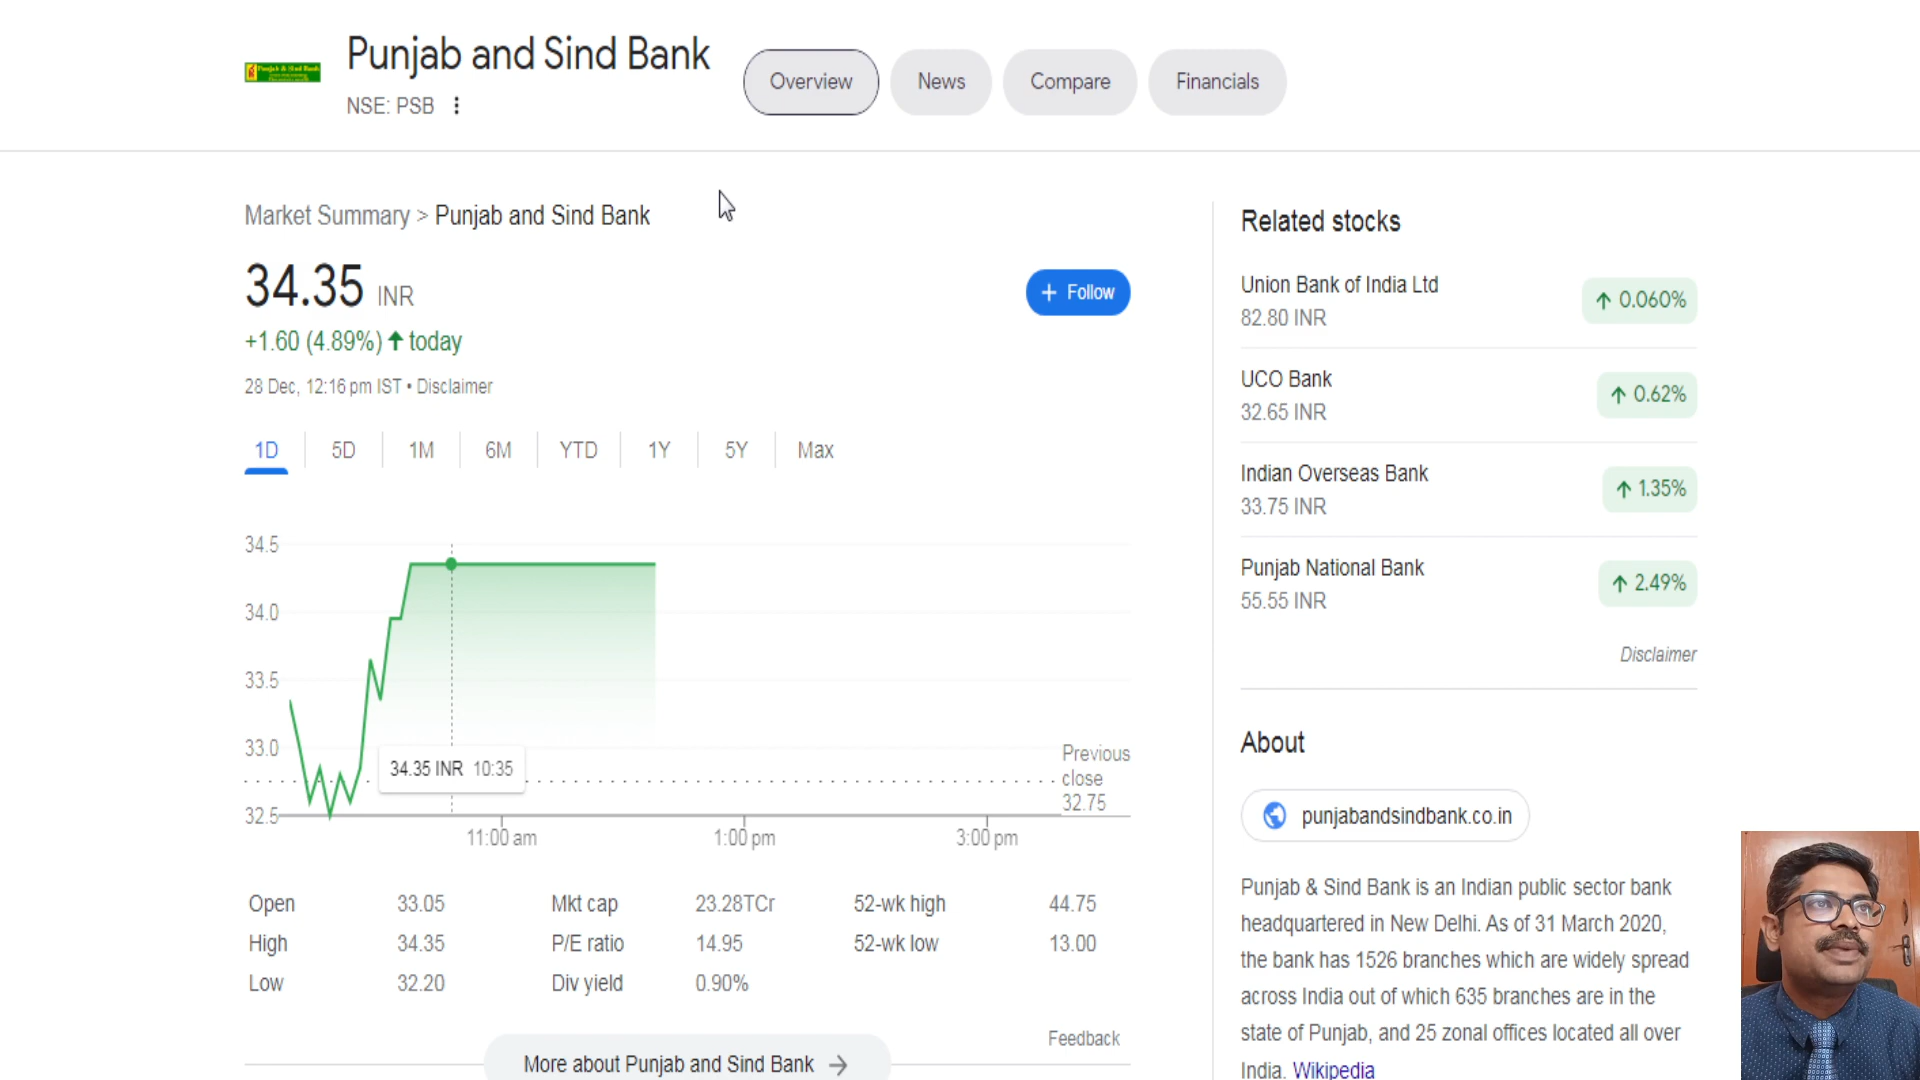 Punjab and Sind Bank
NSE: PSB
Overview
News
Compare
Financials
Market Summary > Punjab and Sind Bank
34.35 INR
+ Follow
+1.60 (4.89%) ↑ today
28 Dec, 12:16 pm IST • Disclaimer
1D
5D
1M
6M
YTD
1Y
5Y
Max
34.5
34.0
33.5
33.0
32.5
34.35 INR 10:35
Previous
close
32.75
11:00 am
1:00 pm
3:00 pm
Open 33.05
High 34.35
Low 32.20
Mkt cap 23.28TCr
P/E ratio 14.95
Div yield 0.90%
52-wk high 44.75
52-wk low 13.00
Feedback
More about Punjab and Sind Bank →
Related stocks
Union Bank of India Ltd
82.80 INR
↑ 0.060%
UCO Bank
32.65 INR
↑ 0.62%
Indian Overseas Bank
33.75 INR
↑ 1.35%
Punjab National Bank
55.55 INR
↑ 2.49%
Disclaimer
About
punjabandsindbank.co.in
Punjab & Sind Bank is an Indian public sector bank
headquartered in New Delhi. As of 31 March 2020,
the bank has 1526 branches which are widely spread
across India out of which 635 branches are in the
state of Punjab, and 25 zonal offices located all over
India. Wikipedia